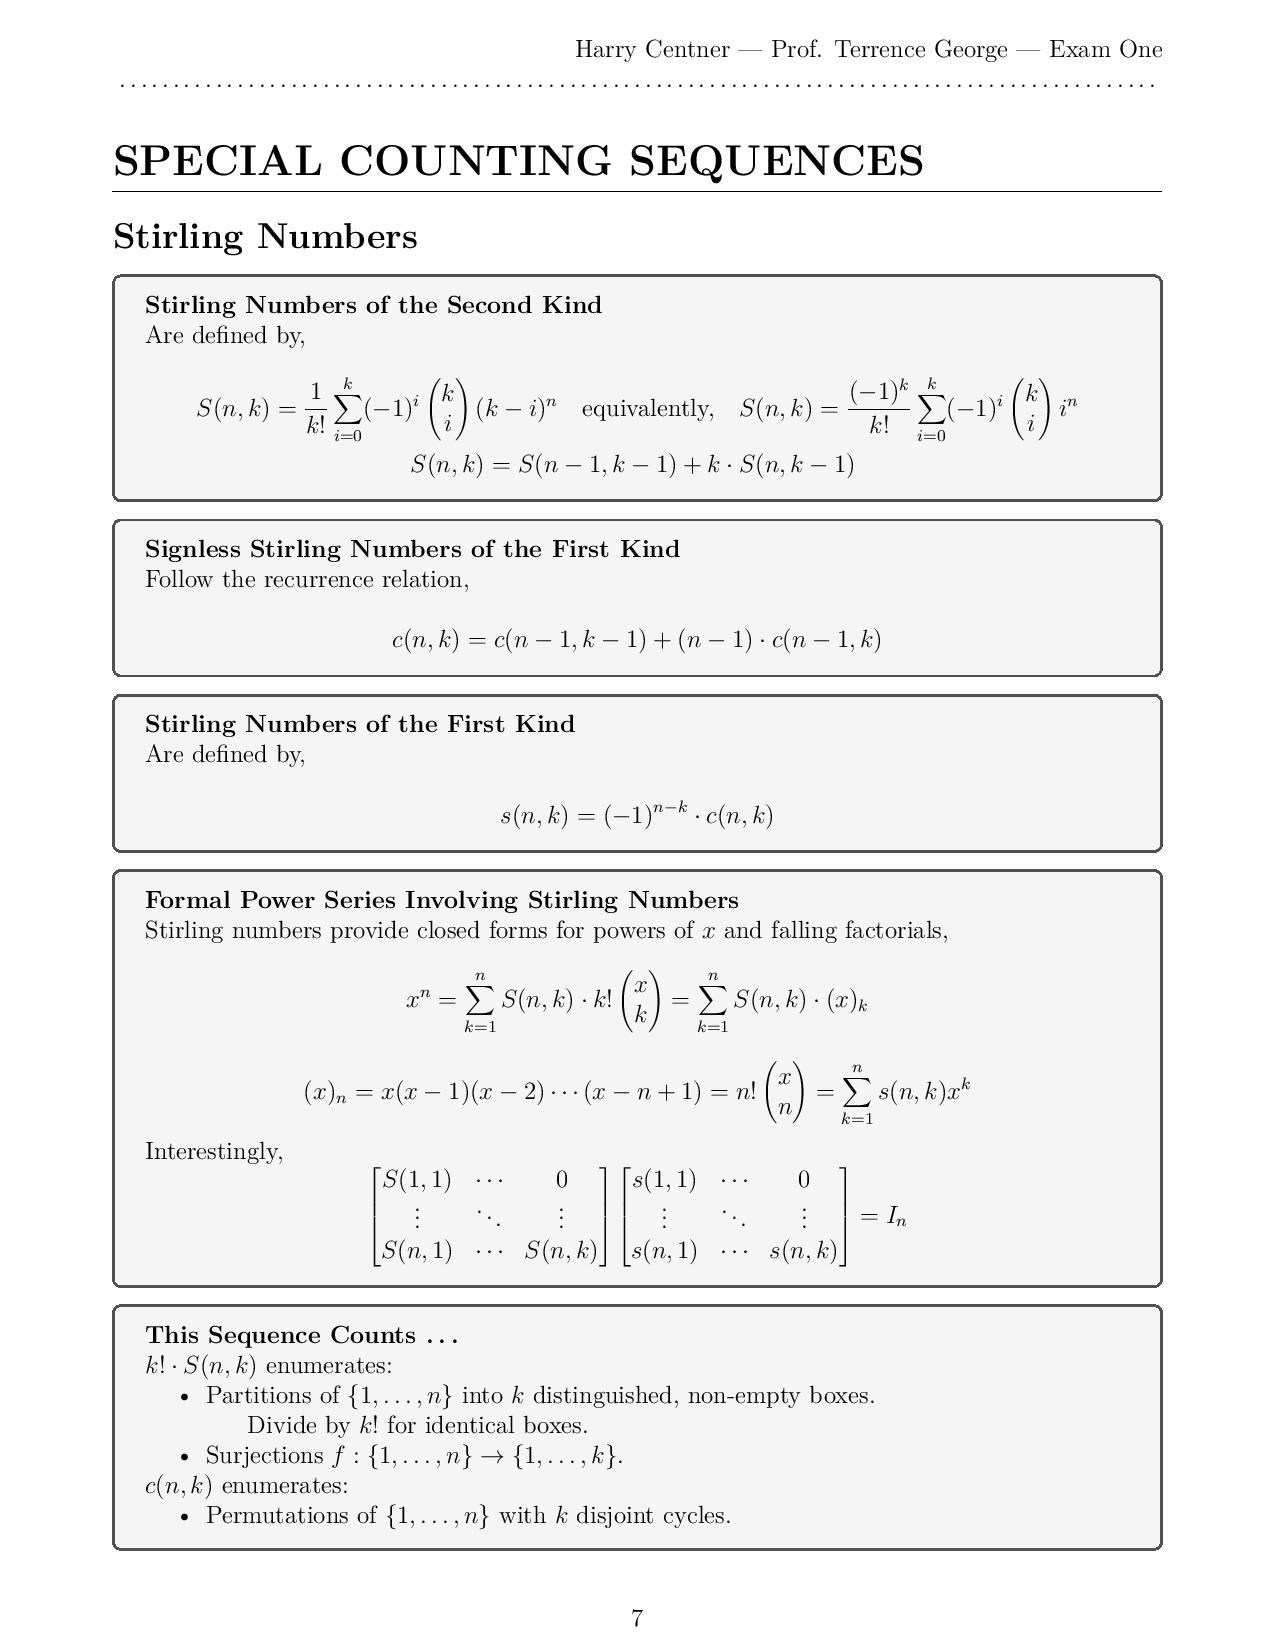 Harry Centner — Prof. Terrence George — Exam One
SPECIAL COUNTING SEQUENCES
Stirling Numbers
Stirling Numbers of the Second Kind
Are defined by,
$S(n,k) = \frac{1}{k!}\sum_{i=0}^{k}(-1)^i\binom{k}{i}(k-i)^n$ equivalently, $S(n,k) = \frac{(-1)^k}{k!}\sum_{i=0}^{k}(-1)^i\binom{k}{i}i^n$
$S(n,k) = S(n-1,k-1) + k \cdot S(n,k-1)$
Signless Stirling Numbers of the First Kind
Follow the recurrence relation,
$c(n,k) = c(n-1,k-1) + (n-1) \cdot c(n-1,k)$
Stirling Numbers of the First Kind
Are defined by,
$s(n,k) = (-1)^{n-k} \cdot c(n,k)$
Formal Power Series Involving Stirling Numbers
Stirling numbers provide closed forms for powers of $x$ and falling factorials,
$x^n = \sum_{k=1}^{n} S(n,k) \cdot k!\binom{x}{k} = \sum_{k=1}^{n} S(n,k) \cdot (x)_k$
$(x)_n = x(x-1)(x-2)\cdots(x-n+1) = n!\binom{x}{n} = \sum_{k=1}^{n} s(n,k)x^k$
Interestingly,
$\begin{bmatrix} S(1,1) & \cdots & 0 \\ \vdots & \ddots & \vdots \\ S(n,1) & \cdots & S(n,k) \end{bmatrix} \begin{bmatrix} s(1,1) & \cdots & 0 \\ \vdots & \ddots & \vdots \\ s(n,1) & \cdots & s(n,k) \end{bmatrix} = I_n$
This Sequence Counts ...
$k! \cdot S(n,k)$ enumerates:
• Partitions of $\{1,\ldots,n\}$ into $k$ distinguished, non-empty boxes.
Divide by $k!$ for identical boxes.
• Surjections $f : \{1,\ldots,n\} \to \{1,\ldots,k\}$.
$c(n,k)$ enumerates:
• Permutations of $\{1,\ldots,n\}$ with $k$ disjoint cycles.
7